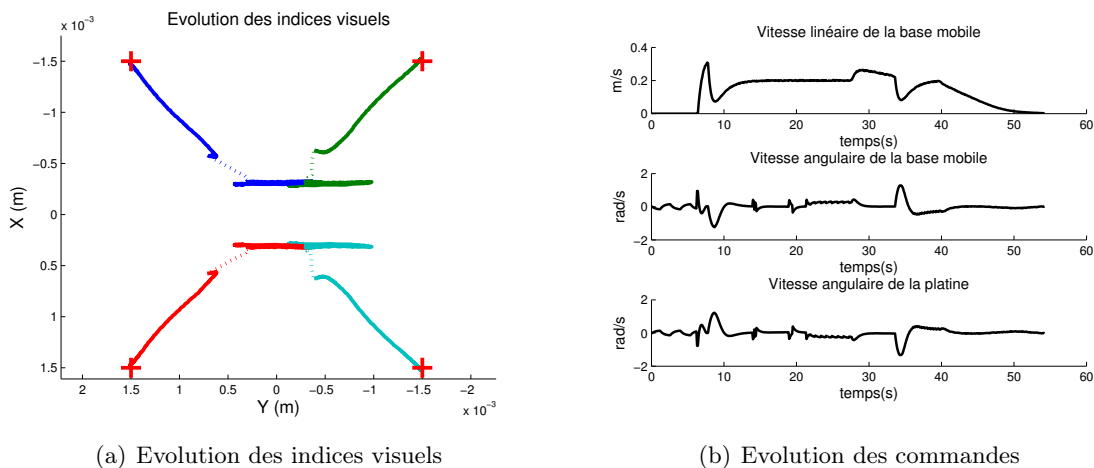 Evolution des indices visuels
x 10⁻³
−1.5
−1
−0.5
0
0.5
1
1.5
X (m)
2 1.5 1 0.5 0 −0.5 −1 −1.5 −2
Y (m)
x 10⁻³
(a) Evolution des indices visuels
Vitesse linéaire de la base mobile
0.4
0.2
0
m/s
0 10 20 30 40 50 60
temps(s)
Vitesse angulaire de la base mobile
2
0
−2
rad/s
0 10 20 30 40 50 60
temps(s)
Vitesse angulaire de la platine
2
0
−2
rad/s
0 10 20 30 40 50 60
temps(s)
(b) Evolution des commandes